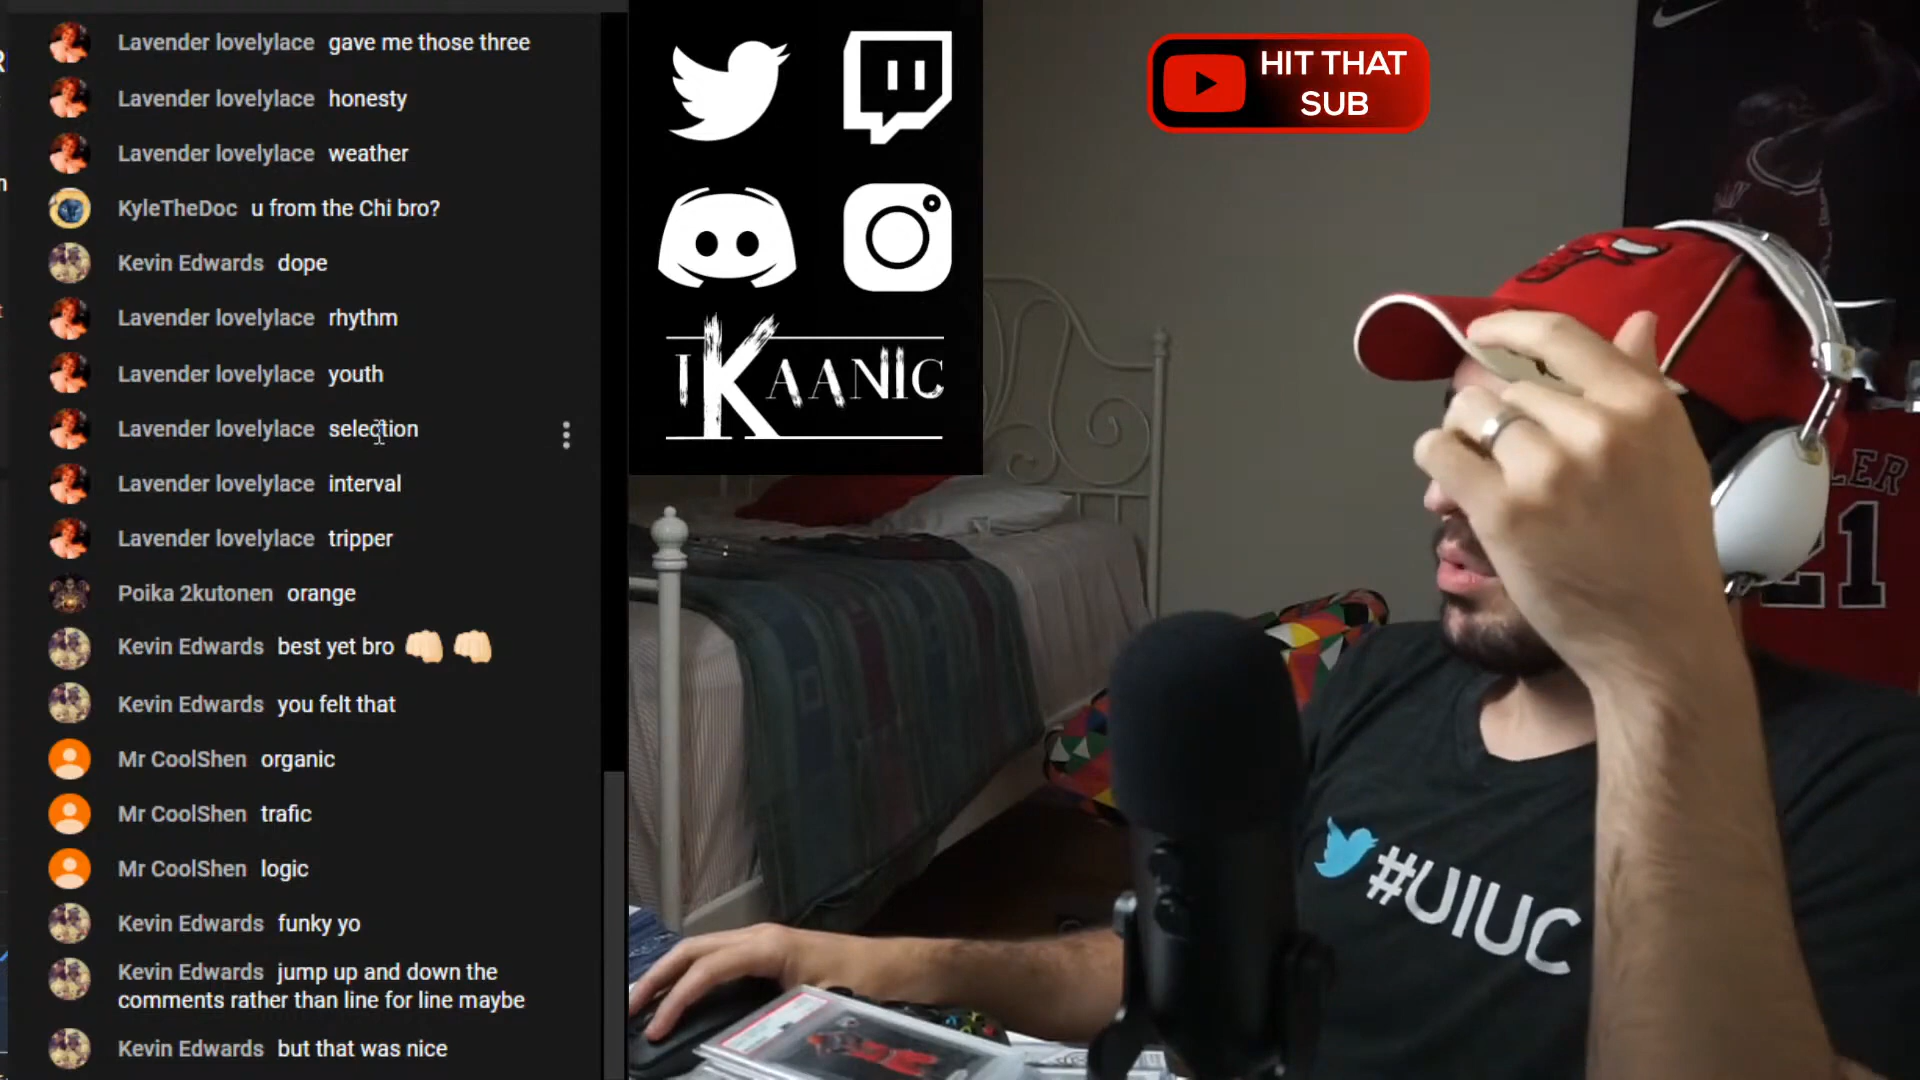 Lavender lovelylace gave me those three
Lavender lovelylace honesty
Lavender lovelylace weather
KyleTheDoc u from the Chi bro?
Kevin Edwards dope
Lavender lovelylace rhythm
Lavender lovelylace youth
Lavender lovelylace selection
Lavender lovelylace interval
Lavender lovelylace tripper
Poika 2kutonen orange
Kevin Edwards best yet bro 👊🏻 👊🏻
Kevin Edwards you felt that
Mr CoolShen organic
Mr CoolShen trafic
Mr CoolShen logic
Kevin Edwards funky yo
Kevin Edwards jump up and down the
comments rather than line for line maybe
Kevin Edwards but that was nice
IKAANIC
HIT THAT
SUB
21
#UIUC